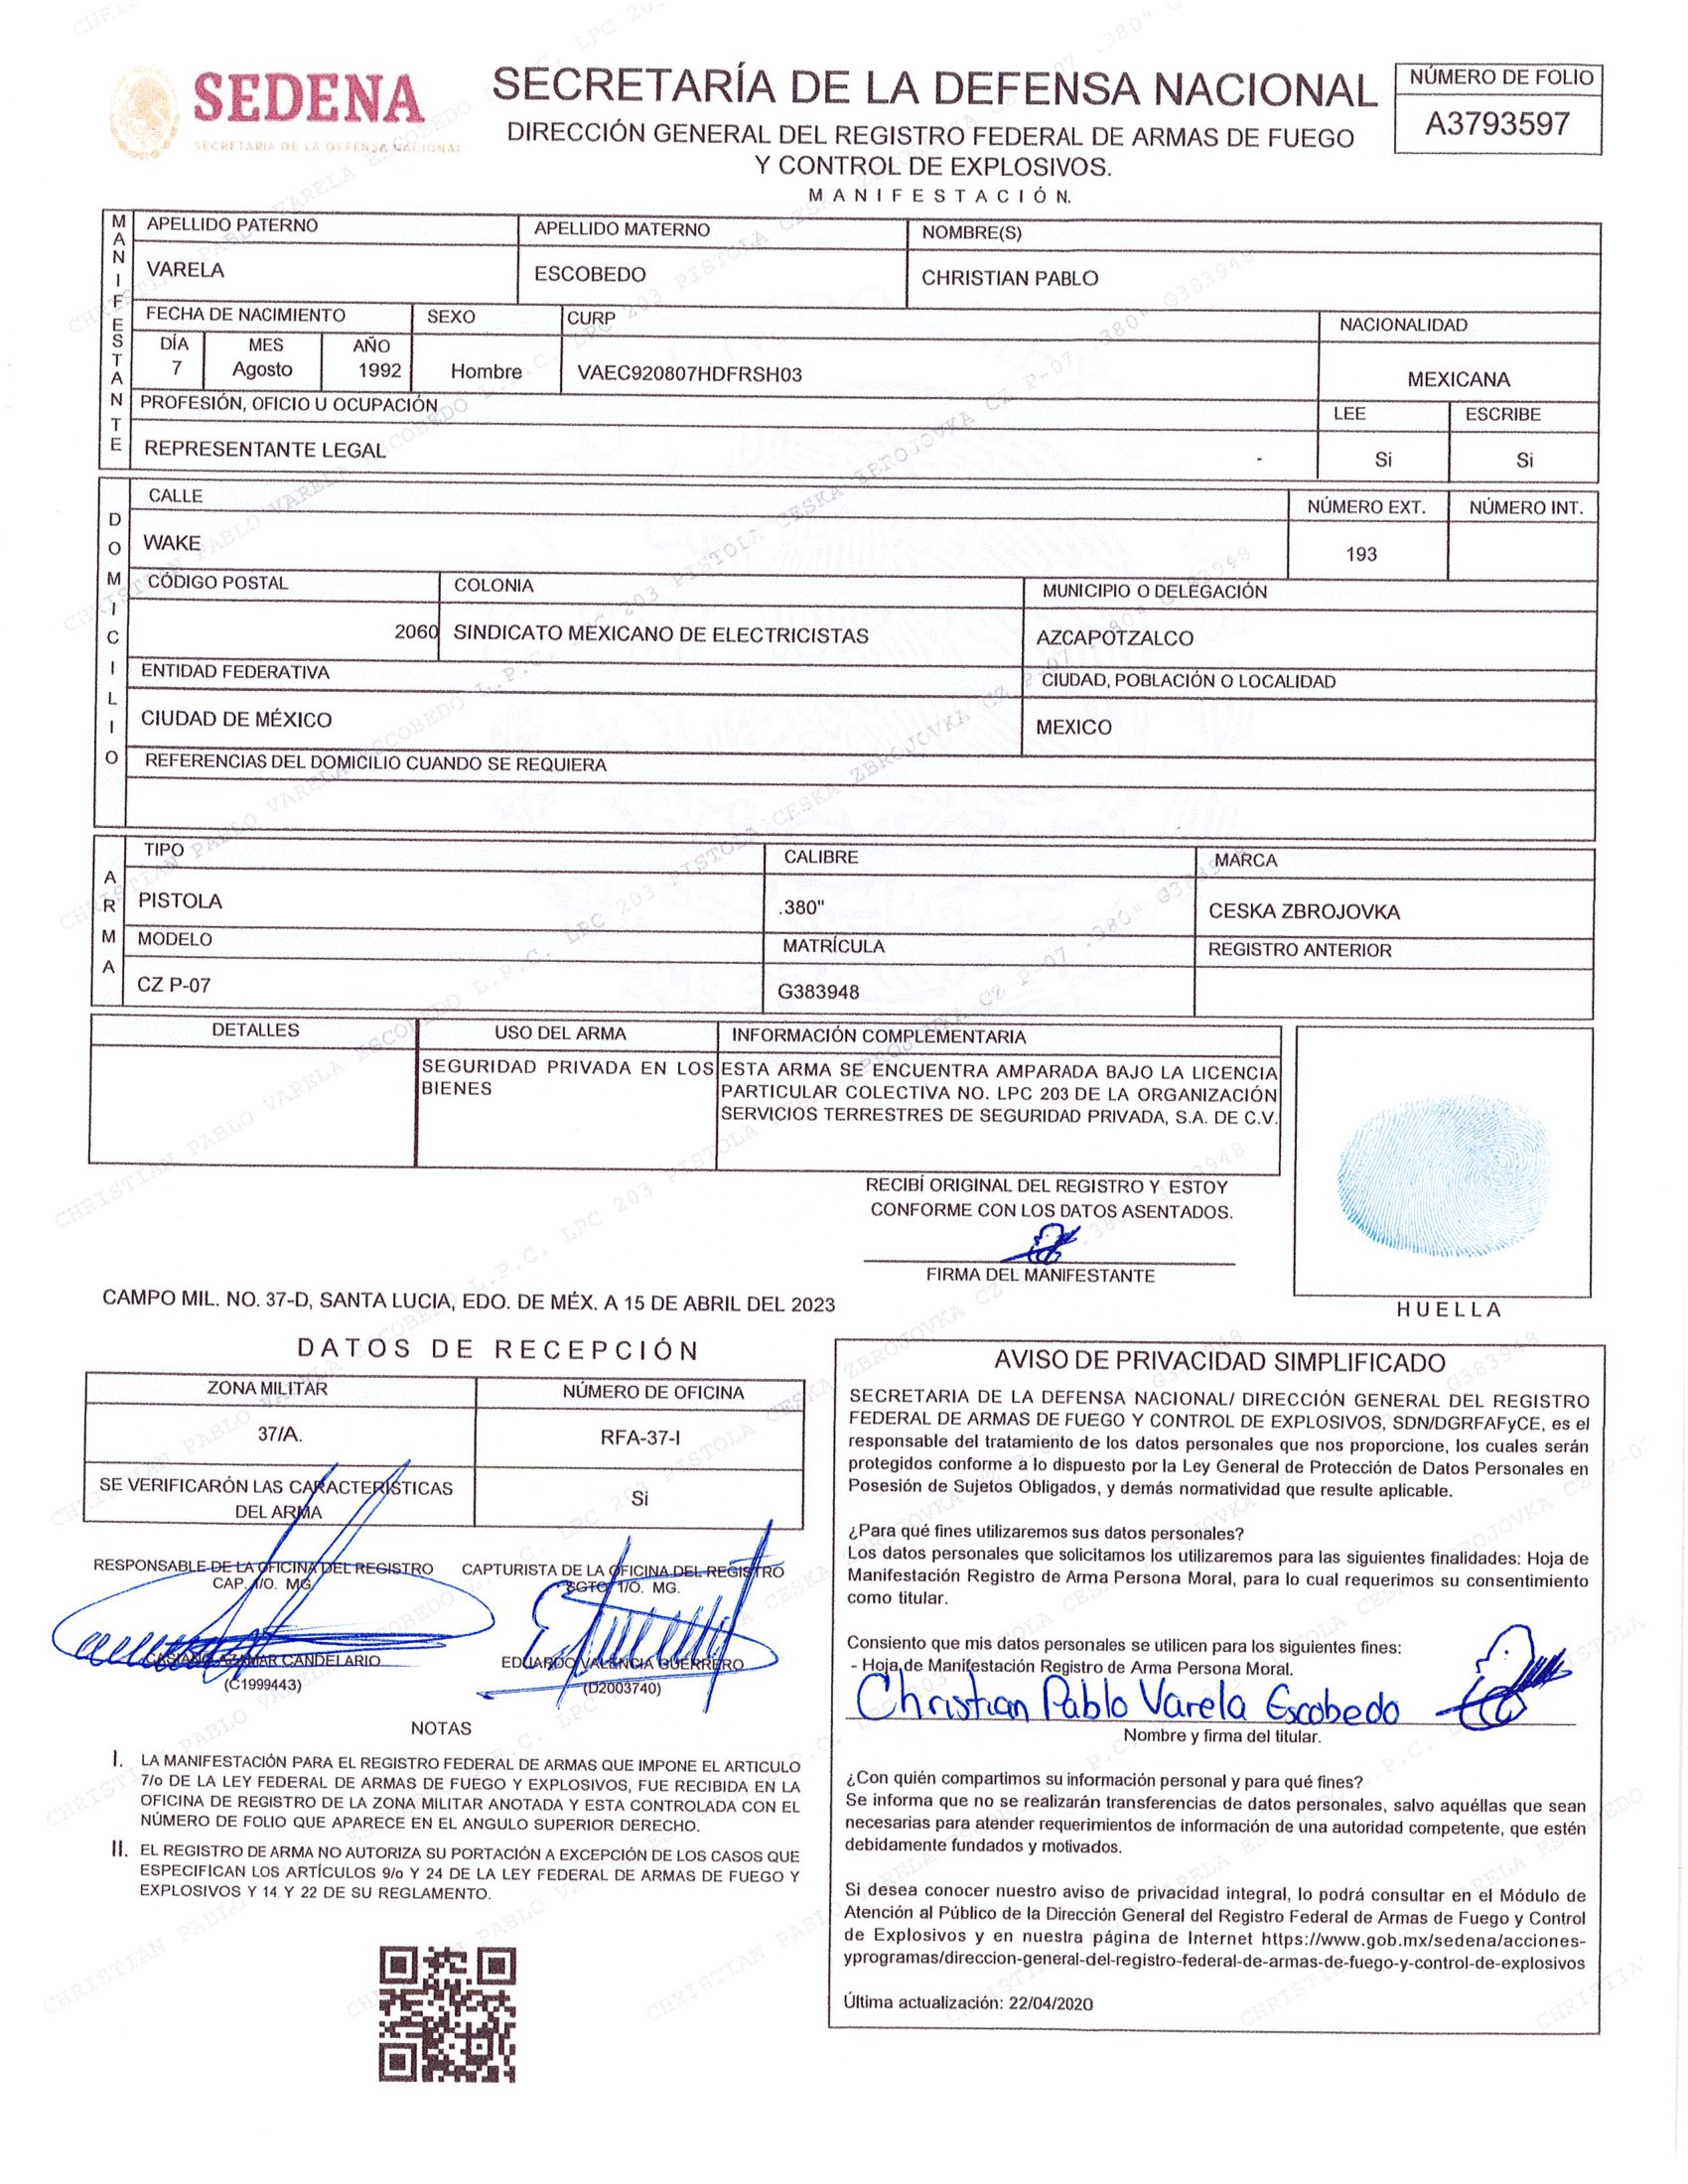 SEDENA
SECRETARÍA DE LA DEFENSA NACIONAL
SECRETARÍA DE LA DEFENSA NACIONAL
DIRECCIÓN GENERAL DEL REGISTRO FEDERAL DE ARMAS DE FUEGO
Y CONTROL DE EXPLOSIVOS.
MANIFESTACIÓN.
NÚMERO DE FOLIO
A3793597
MANIFESTANTE
APELLIDO PATERNO APELLIDO MATERNO NOMBRE(S)
VARELA ESCOBEDO CHRISTIAN PABLO
FECHA DE NACIMIENTO SEXO CURP NACIONALIDAD
DÍA MES AÑO
7 Agosto 1992 Hombre VAEC920807HDFRSH03 MEXICANA
PROFESIÓN, OFICIO U OCUPACIÓN LEE ESCRIBE
REPRESENTANTE LEGAL Si Si
DOMICILIO
CALLE NÚMERO EXT. NÚMERO INT.
WAKE 193
CÓDIGO POSTAL COLONIA MUNICIPIO O DELEGACIÓN
2060 SINDICATO MEXICANO DE ELECTRICISTAS AZCAPOTZALCO
ENTIDAD FEDERATIVA CIUDAD, POBLACIÓN O LOCALIDAD
CIUDAD DE MÉXICO MEXICO
REFERENCIAS DEL DOMICILIO CUANDO SE REQUIERA
ARMA
TIPO CALIBRE MARCA
PISTOLA .380" CESKA ZBROJOVKA
MODELO MATRÍCULA REGISTRO ANTERIOR
CZ P-07 G383948
DETALLES USO DEL ARMA INFORMACIÓN COMPLEMENTARIA
SEGURIDAD PRIVADA EN LOS
BIENES
ESTA ARMA SE ENCUENTRA AMPARADA BAJO LA LICENCIA
PARTICULAR COLECTIVA NO. LPC 203 DE LA ORGANIZACIÓN
SERVICIOS TERRESTRES DE SEGURIDAD PRIVADA, S.A. DE C.V.
RECIBÍ ORIGINAL DEL REGISTRO Y ESTOY
CONFORME CON LOS DATOS ASENTADOS.
FIRMA DEL MANIFESTANTE
HUELLA
CAMPO MIL. NO. 37-D, SANTA LUCIA, EDO. DE MÉX. A 15 DE ABRIL DEL 2023
DATOS DE RECEPCIÓN
ZONA MILITAR NÚMERO DE OFICINA
37/A. RFA-37-I
SE VERIFICARÓN LAS CARACTERÍSTICAS
DEL ARMA
Si
RESPONSABLE DE LA OFICINA DEL REGISTRO
CAP. 1/O. MG.
CASIANO AZAMAR CANDELARIO
(C1999443)
CAPTURISTA DE LA OFICINA DEL REGISTRO
SGTO. 1/O. MG.
EDUARDO VALENCIA GUERRERO
(D2003740)
NOTAS
I. LA MANIFESTACIÓN PARA EL REGISTRO FEDERAL DE ARMAS QUE IMPONE EL ARTICULO
7/o DE LA LEY FEDERAL DE ARMAS DE FUEGO Y EXPLOSIVOS, FUE RECIBIDA EN LA
OFICINA DE REGISTRO DE LA ZONA MILITAR ANOTADA Y ESTA CONTROLADA CON EL
NÚMERO DE FOLIO QUE APARECE EN EL ANGULO SUPERIOR DERECHO.
II. EL REGISTRO DE ARMA NO AUTORIZA SU PORTACIÓN A EXCEPCIÓN DE LOS CASOS QUE
ESPECIFICAN LOS ARTÍCULOS 9/o Y 24 DE LA LEY FEDERAL DE ARMAS DE FUEGO Y
EXPLOSIVOS Y 14 Y 22 DE SU REGLAMENTO.
AVISO DE PRIVACIDAD SIMPLIFICADO
SECRETARIA DE LA DEFENSA NACIONAL/ DIRECCIÓN GENERAL DEL REGISTRO
FEDERAL DE ARMAS DE FUEGO Y CONTROL DE EXPLOSIVOS, SDN/DGRFAFyCE, es el
responsable del tratamiento de los datos personales que nos proporcione, los cuales serán
protegidos conforme a lo dispuesto por la Ley General de Protección de Datos Personales en
Posesión de Sujetos Obligados, y demás normatividad que resulte aplicable.
¿Para qué fines utilizaremos sus datos personales?
Los datos personales que solicitamos los utilizaremos para las siguientes finalidades: Hoja de
Manifestación Registro de Arma Persona Moral, para lo cual requerimos su consentimiento
como titular.
Consiento que mis datos personales se utilicen para los siguientes fines:
- Hoja de Manifestación Registro de Arma Persona Moral.
Christian Pablo Varela Escobedo
Nombre y firma del titular.
¿Con quién compartimos su información personal y para qué fines?
Se informa que no se realizarán transferencias de datos personales, salvo aquéllas que sean
necesarias para atender requerimientos de información de una autoridad competente, que estén
debidamente fundados y motivados.
Si desea conocer nuestro aviso de privacidad integral, lo podrá consultar en el Módulo de
Atención al Público de la Dirección General del Registro Federal de Armas de Fuego y Control
de Explosivos y en nuestra página de Internet https://www.gob.mx/sedena/acciones-
yprogramas/direccion-general-del-registro-federal-de-armas-de-fuego-y-control-de-explosivos
Última actualización: 22/04/2020